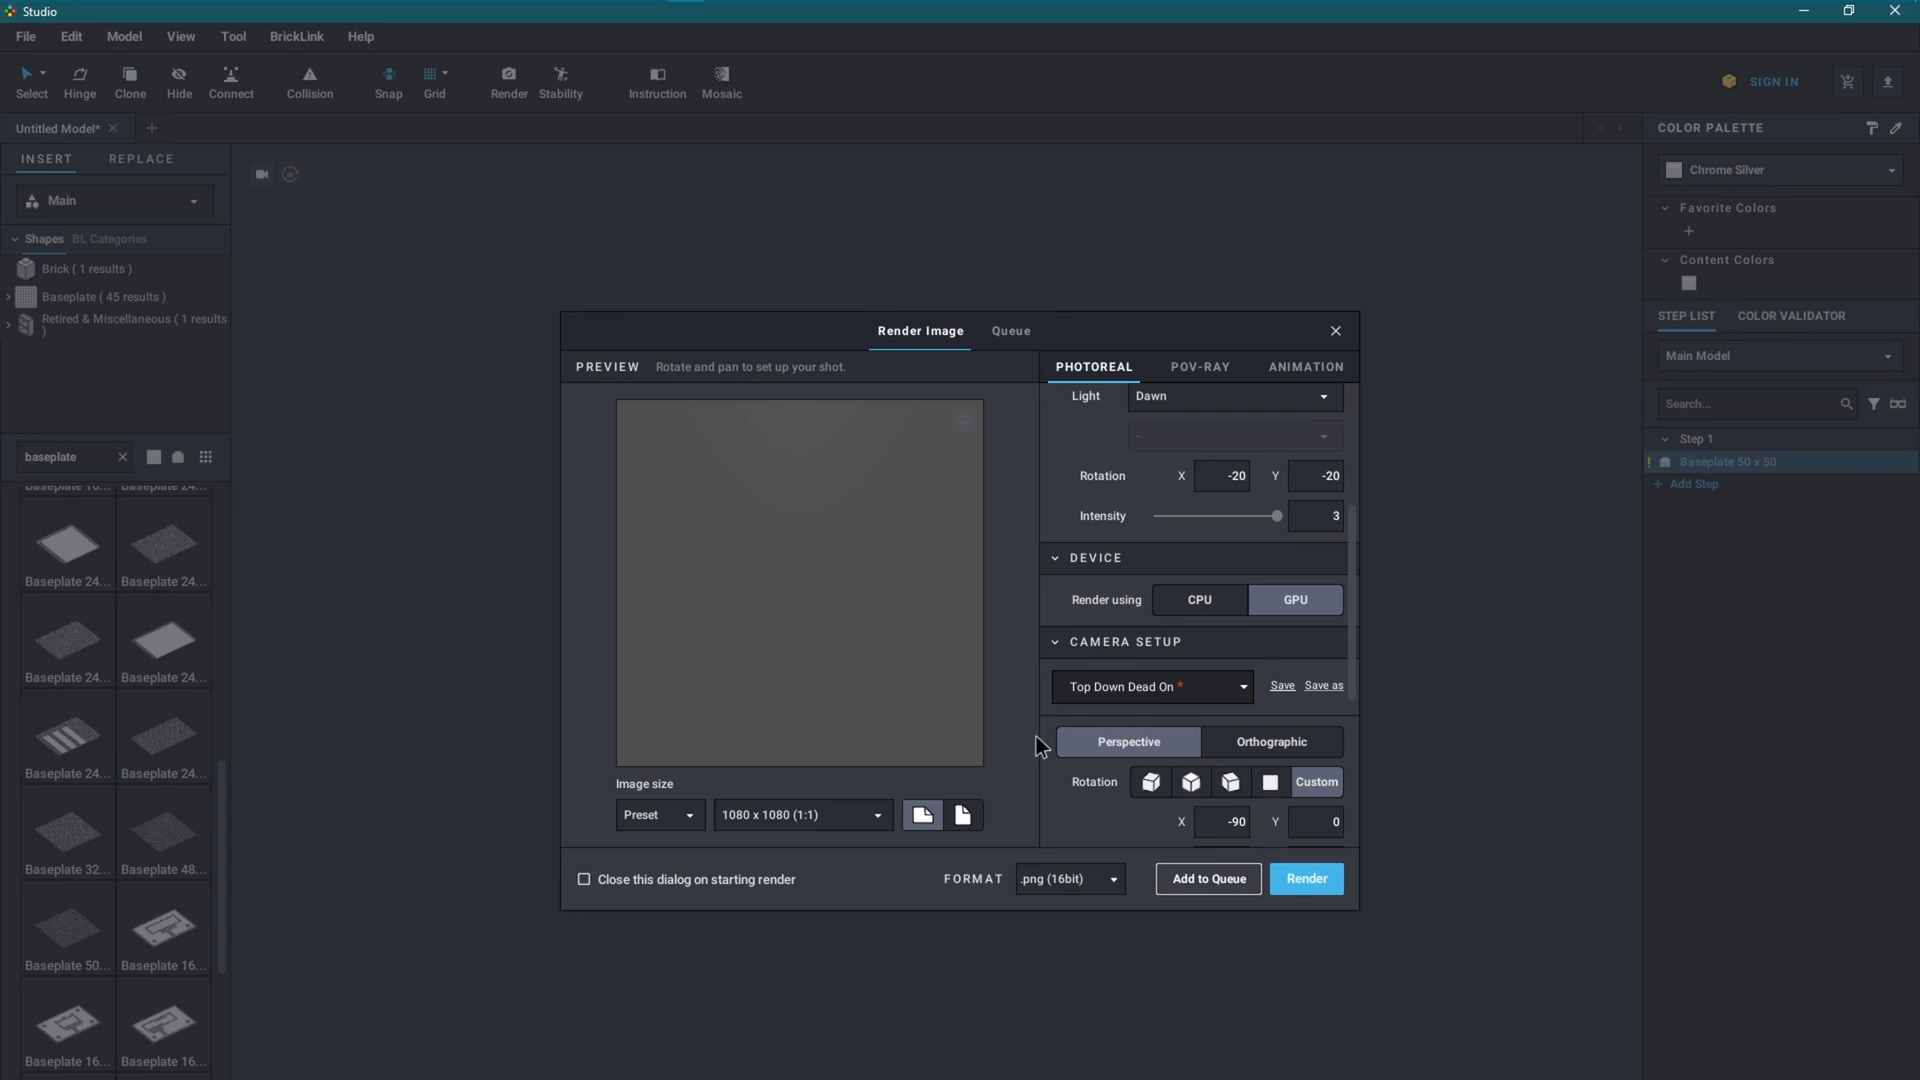 Studio
File Edit Model View Tool BrickLink Help
Select Hinge Clone Hide Connect Collision Snap Grid Render Stability Instruction Mosaic
SIGN IN
Untitled Model*
INSERT REPLACE
Main
Shapes BL Categories
Brick ( 1 results )
Baseplate ( 45 results )
Retired & Miscellaneous ( 1 results
)
baseplate
Baseplate 16... Baseplate 24...
Baseplate 24... Baseplate 24...
Baseplate 24... Baseplate 24...
Baseplate 24... Baseplate 24...
Baseplate 32... Baseplate 48...
Baseplate 50... Baseplate 16...
Baseplate 16... Baseplate 16...
Render Image Queue
PREVIEW Rotate and pan to set up your shot.
Image size
Preset 1080 x 1080 (1:1)
PHOTOREAL POV-RAY ANIMATION
Light Dawn
-
Rotation X -20 Y -20
Intensity 3
DEVICE
Render using CPU GPU
CAMERA SETUP
Top Down Dead On * Save Save as
Perspective Orthographic
Rotation Custom
X -90 Y 0
Close this dialog on starting render
FORMAT .png (16bit) Add to Queue Render
COLOR PALETTE
Chrome Silver
Favorite Colors
+
Content Colors
STEP LIST COLOR VALIDATOR
Main Model
Search...
Step 1
! Baseplate 50 x 50
+ Add Step